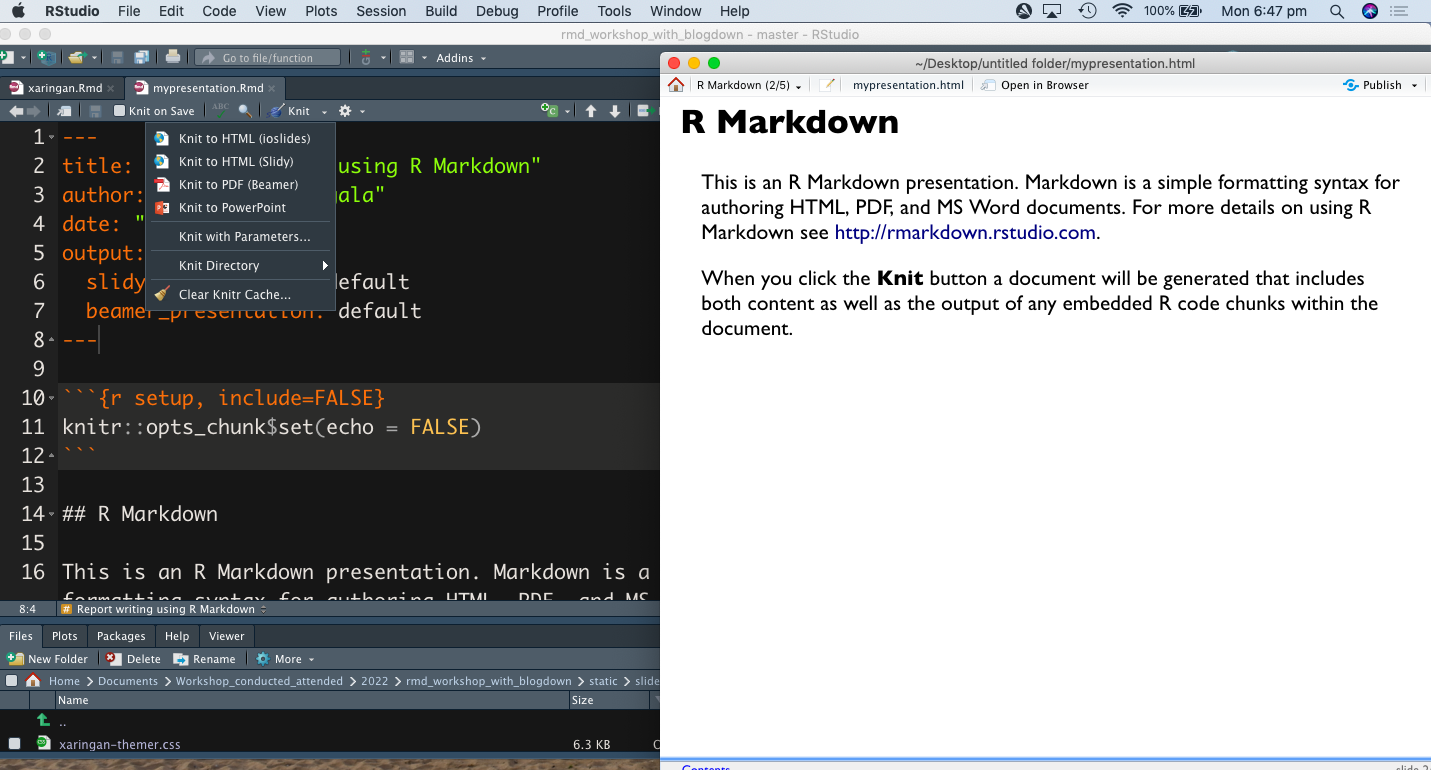 RStudio File Edit Code View Plots Session Build Debug Profile Tools Window Help 100% Mon 6:47 pm
rmd_workshop_with_blogdown - master - RStudio
Go to file/function Addins
~/Desktop/untitled folder/mypresentation.html
xaringan.Rmd mypresentation.Rmd
R Markdown (2/5) mypresentation.html Open in Browser Publish
Knit on Save ABC Knit
Knit to HTML (ioslides)
Knit to HTML (Slidy)
Knit to PDF (Beamer)
Knit to PowerPoint
Knit with Parameters...
Knit Directory
Clear Knitr Cache...
1 ---
2 title: using R Markdown"
3 author: gala"
4 date: "
5 output:
6 slidy default
7 beamer_presentation: default
8 ---
9
10 ```{r setup, include=FALSE}
11 knitr::opts_chunk$set(echo = FALSE)
12 ```
13
14 ## R Markdown
15
16 This is an R Markdown presentation. Markdown is a
formatting syntax for authoring HTML, PDF, and MS
8:4 # Report writing using R Markdown
Files Plots Packages Help Viewer
New Folder Delete Rename More
Home > Documents > Workshop_conducted_attended > 2022 > rmd_workshop_with_blogdown > static > slide
Name Size
..
xaringan-themer.css 6.3 KB
R Markdown
This is an R Markdown presentation. Markdown is a simple formatting syntax for
authoring HTML, PDF, and MS Word documents. For more details on using R
Markdown see http://rmarkdown.rstudio.com.
When you click the Knit button a document will be generated that includes
both content as well as the output of any embedded R code chunks within the
document.
Contents slide 2